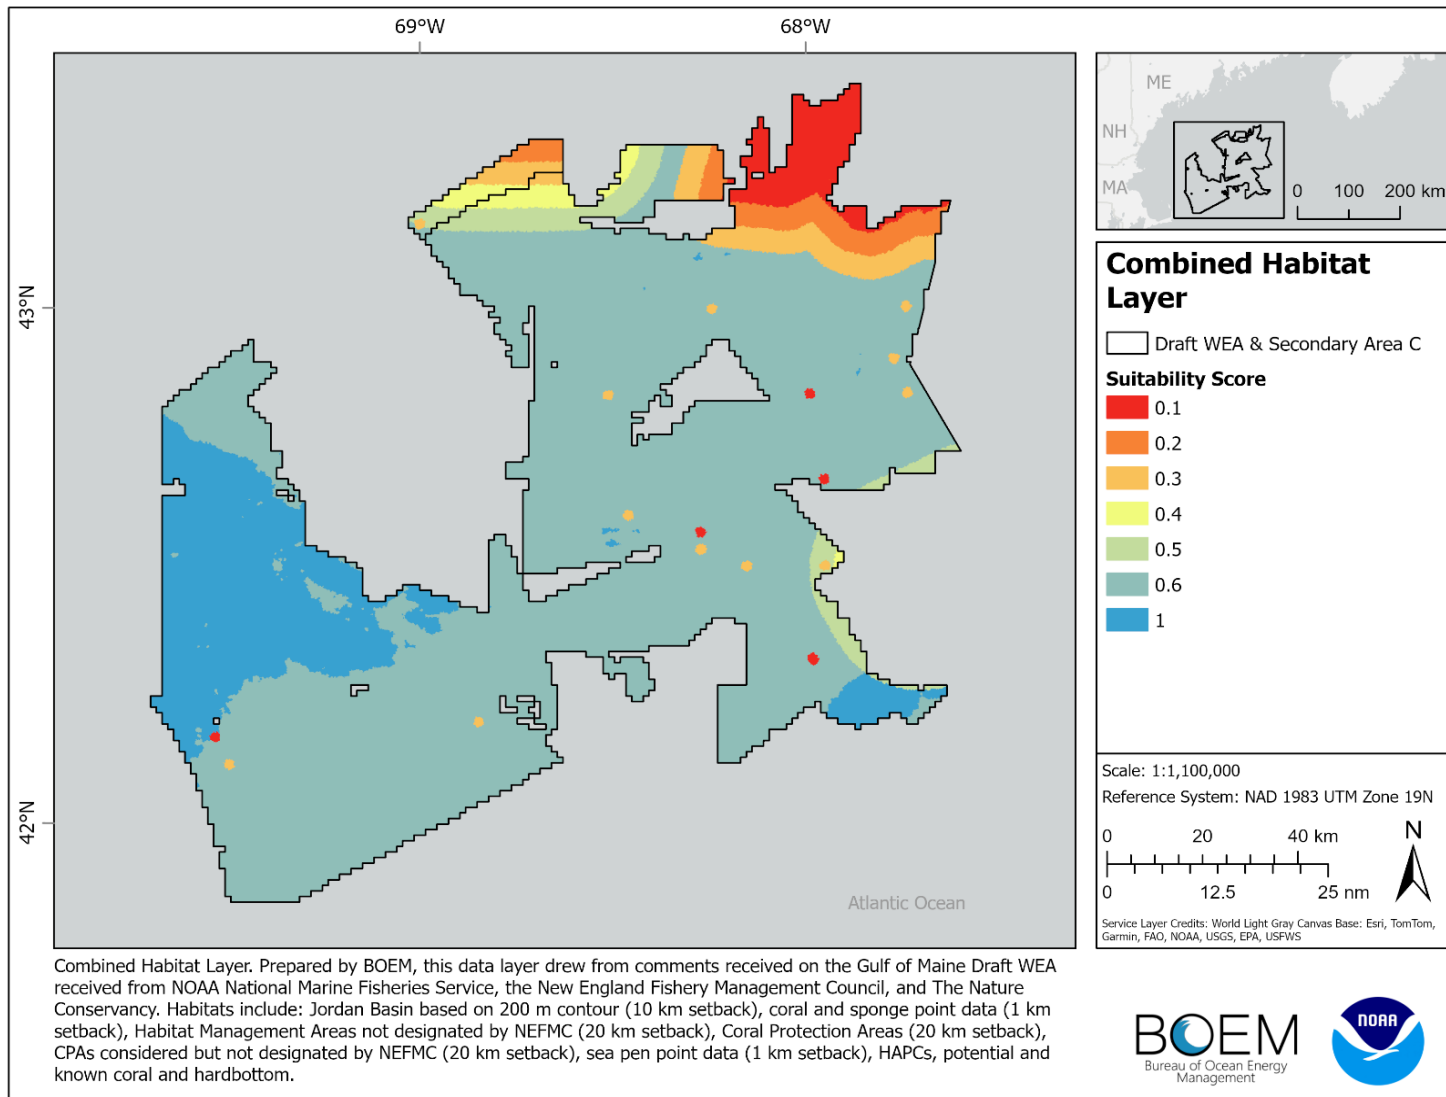 69°W
68°W
43°N
42°N
Atlantic Ocean
ME
NH
MA
0 100 200 km
Combined Habitat
Layer
Draft WEA & Secondary Area C
Suitability Score
0.1
0.2
0.3
0.4
0.5
0.6
1
Scale: 1:1,100,000
Reference System: NAD 1983 UTM Zone 19N
0 20 40 km
N
0 12.5 25 nm
Service Layer Credits: World Light Gray Canvas Base: Esri, TomTom,
Garmin, FAO, NOAA, USGS, EPA, USFWS
Combined Habitat Layer. Prepared by BOEM, this data layer drew from comments received on the Gulf of Maine Draft WEA
received from NOAA National Marine Fisheries Service, the New England Fishery Management Council, and The Nature
Conservancy. Habitats include: Jordan Basin based on 200 m contour (10 km setback), coral and sponge point data (1 km
setback), Habitat Management Areas not designated by NEFMC (20 km setback), Coral Protection Areas (20 km setback),
CPAs considered but not designated by NEFMC (20 km setback), sea pen point data (1 km setback), HAPCs, potential and
known coral and hardbottom.
BOEM
Bureau of Ocean Energy
Management
NOAA